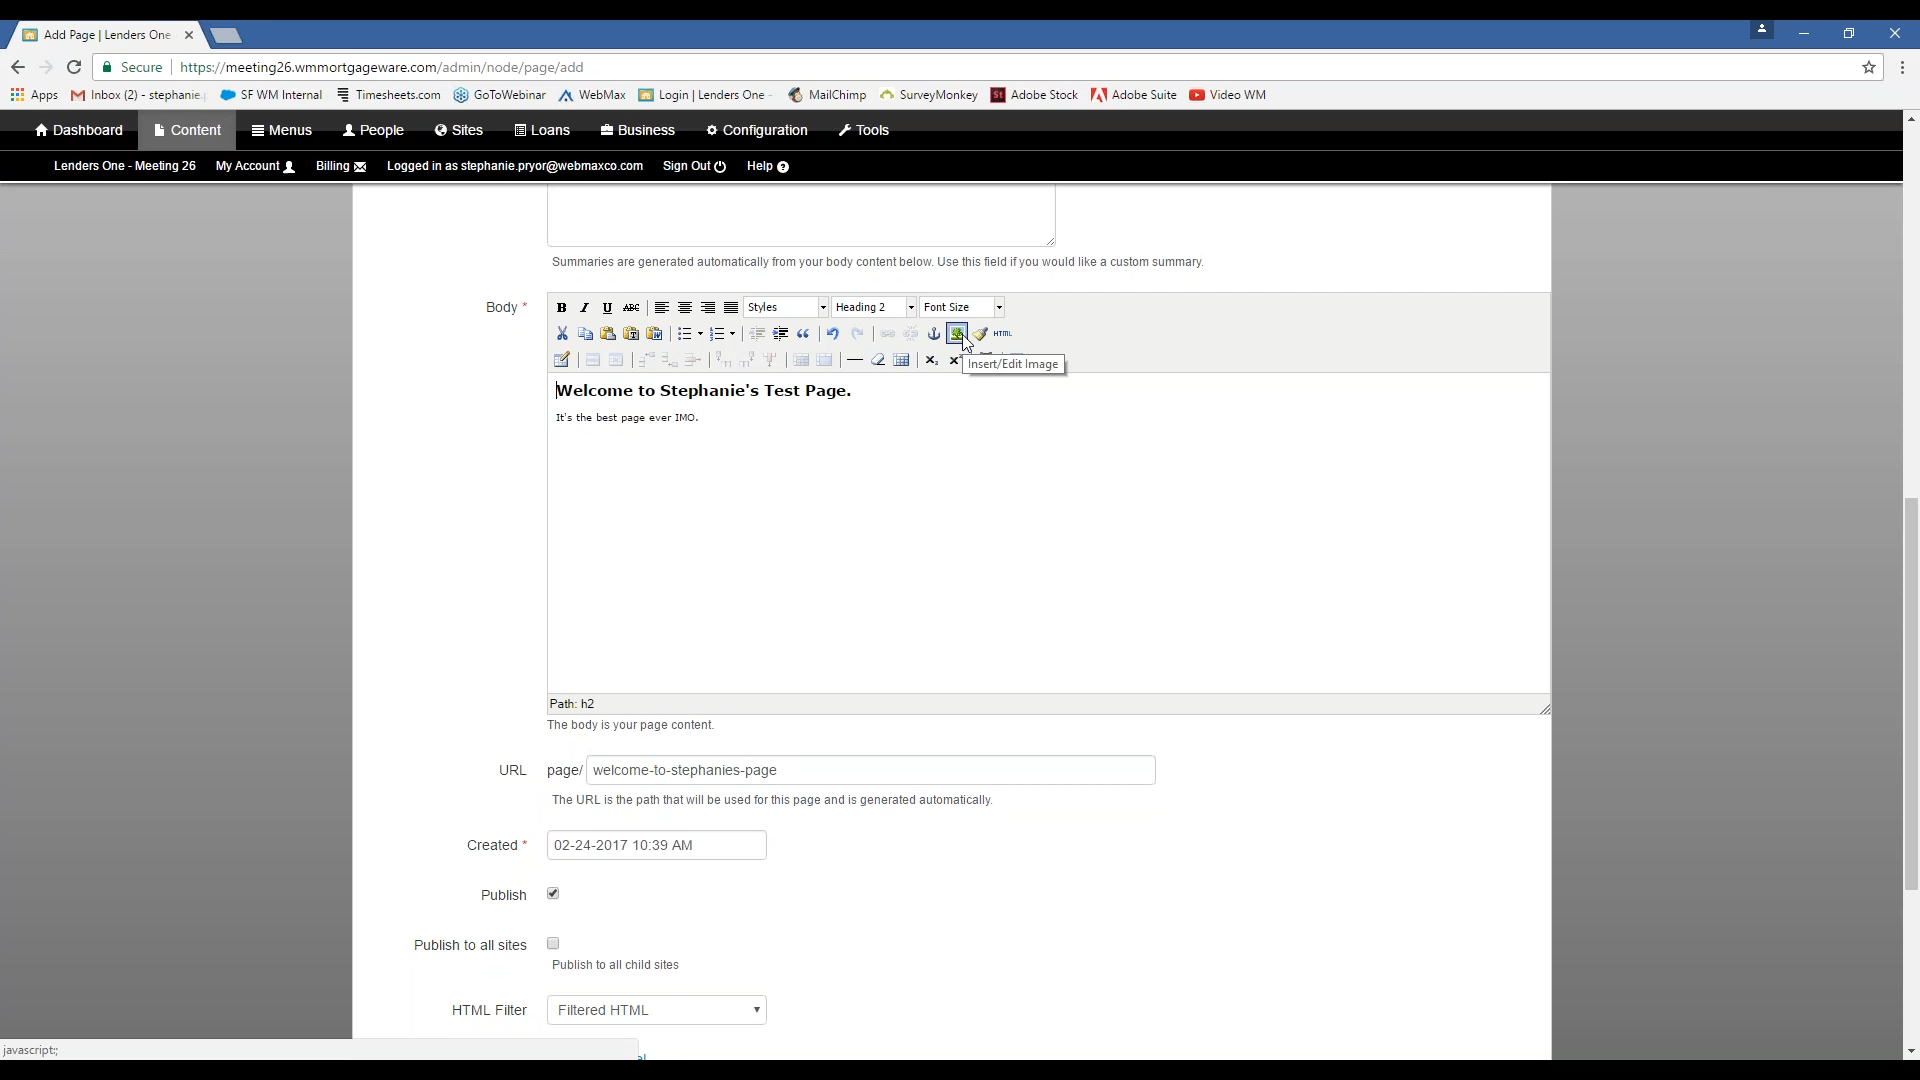 Add Page | Lenders One
Secure https://meeting26.wmmortgageware.com/admin/node/page/add
Apps Inbox (2) - stephanie. SF WM Internal Timesheets.com GoToWebinar WebMax Login | Lenders One - MailChimp SurveyMonkey Adobe Stock Adobe Suite Video WM
Dashboard Content Menus People Sites Loans Business Configuration Tools
Lenders One - Meeting 26 My Account Billing Logged in as stephanie.pryor@webmaxco.com Sign Out Help
Summaries are generated automatically from your body content below. Use this field if you would like a custom summary.
Body * B I U ABC Styles Heading 2 Font Size
HTML
Insert/Edit Image
Welcome to Stephanie's Test Page.
It's the best page ever IMO.
Path: h2
The body is your page content.
URL page/ welcome-to-stephanies-page
The URL is the path that will be used for this page and is generated automatically.
Created * 02-24-2017 10:39 AM
Publish
Publish to all sites
Publish to all child sites
HTML Filter Filtered HTML
javascript:;